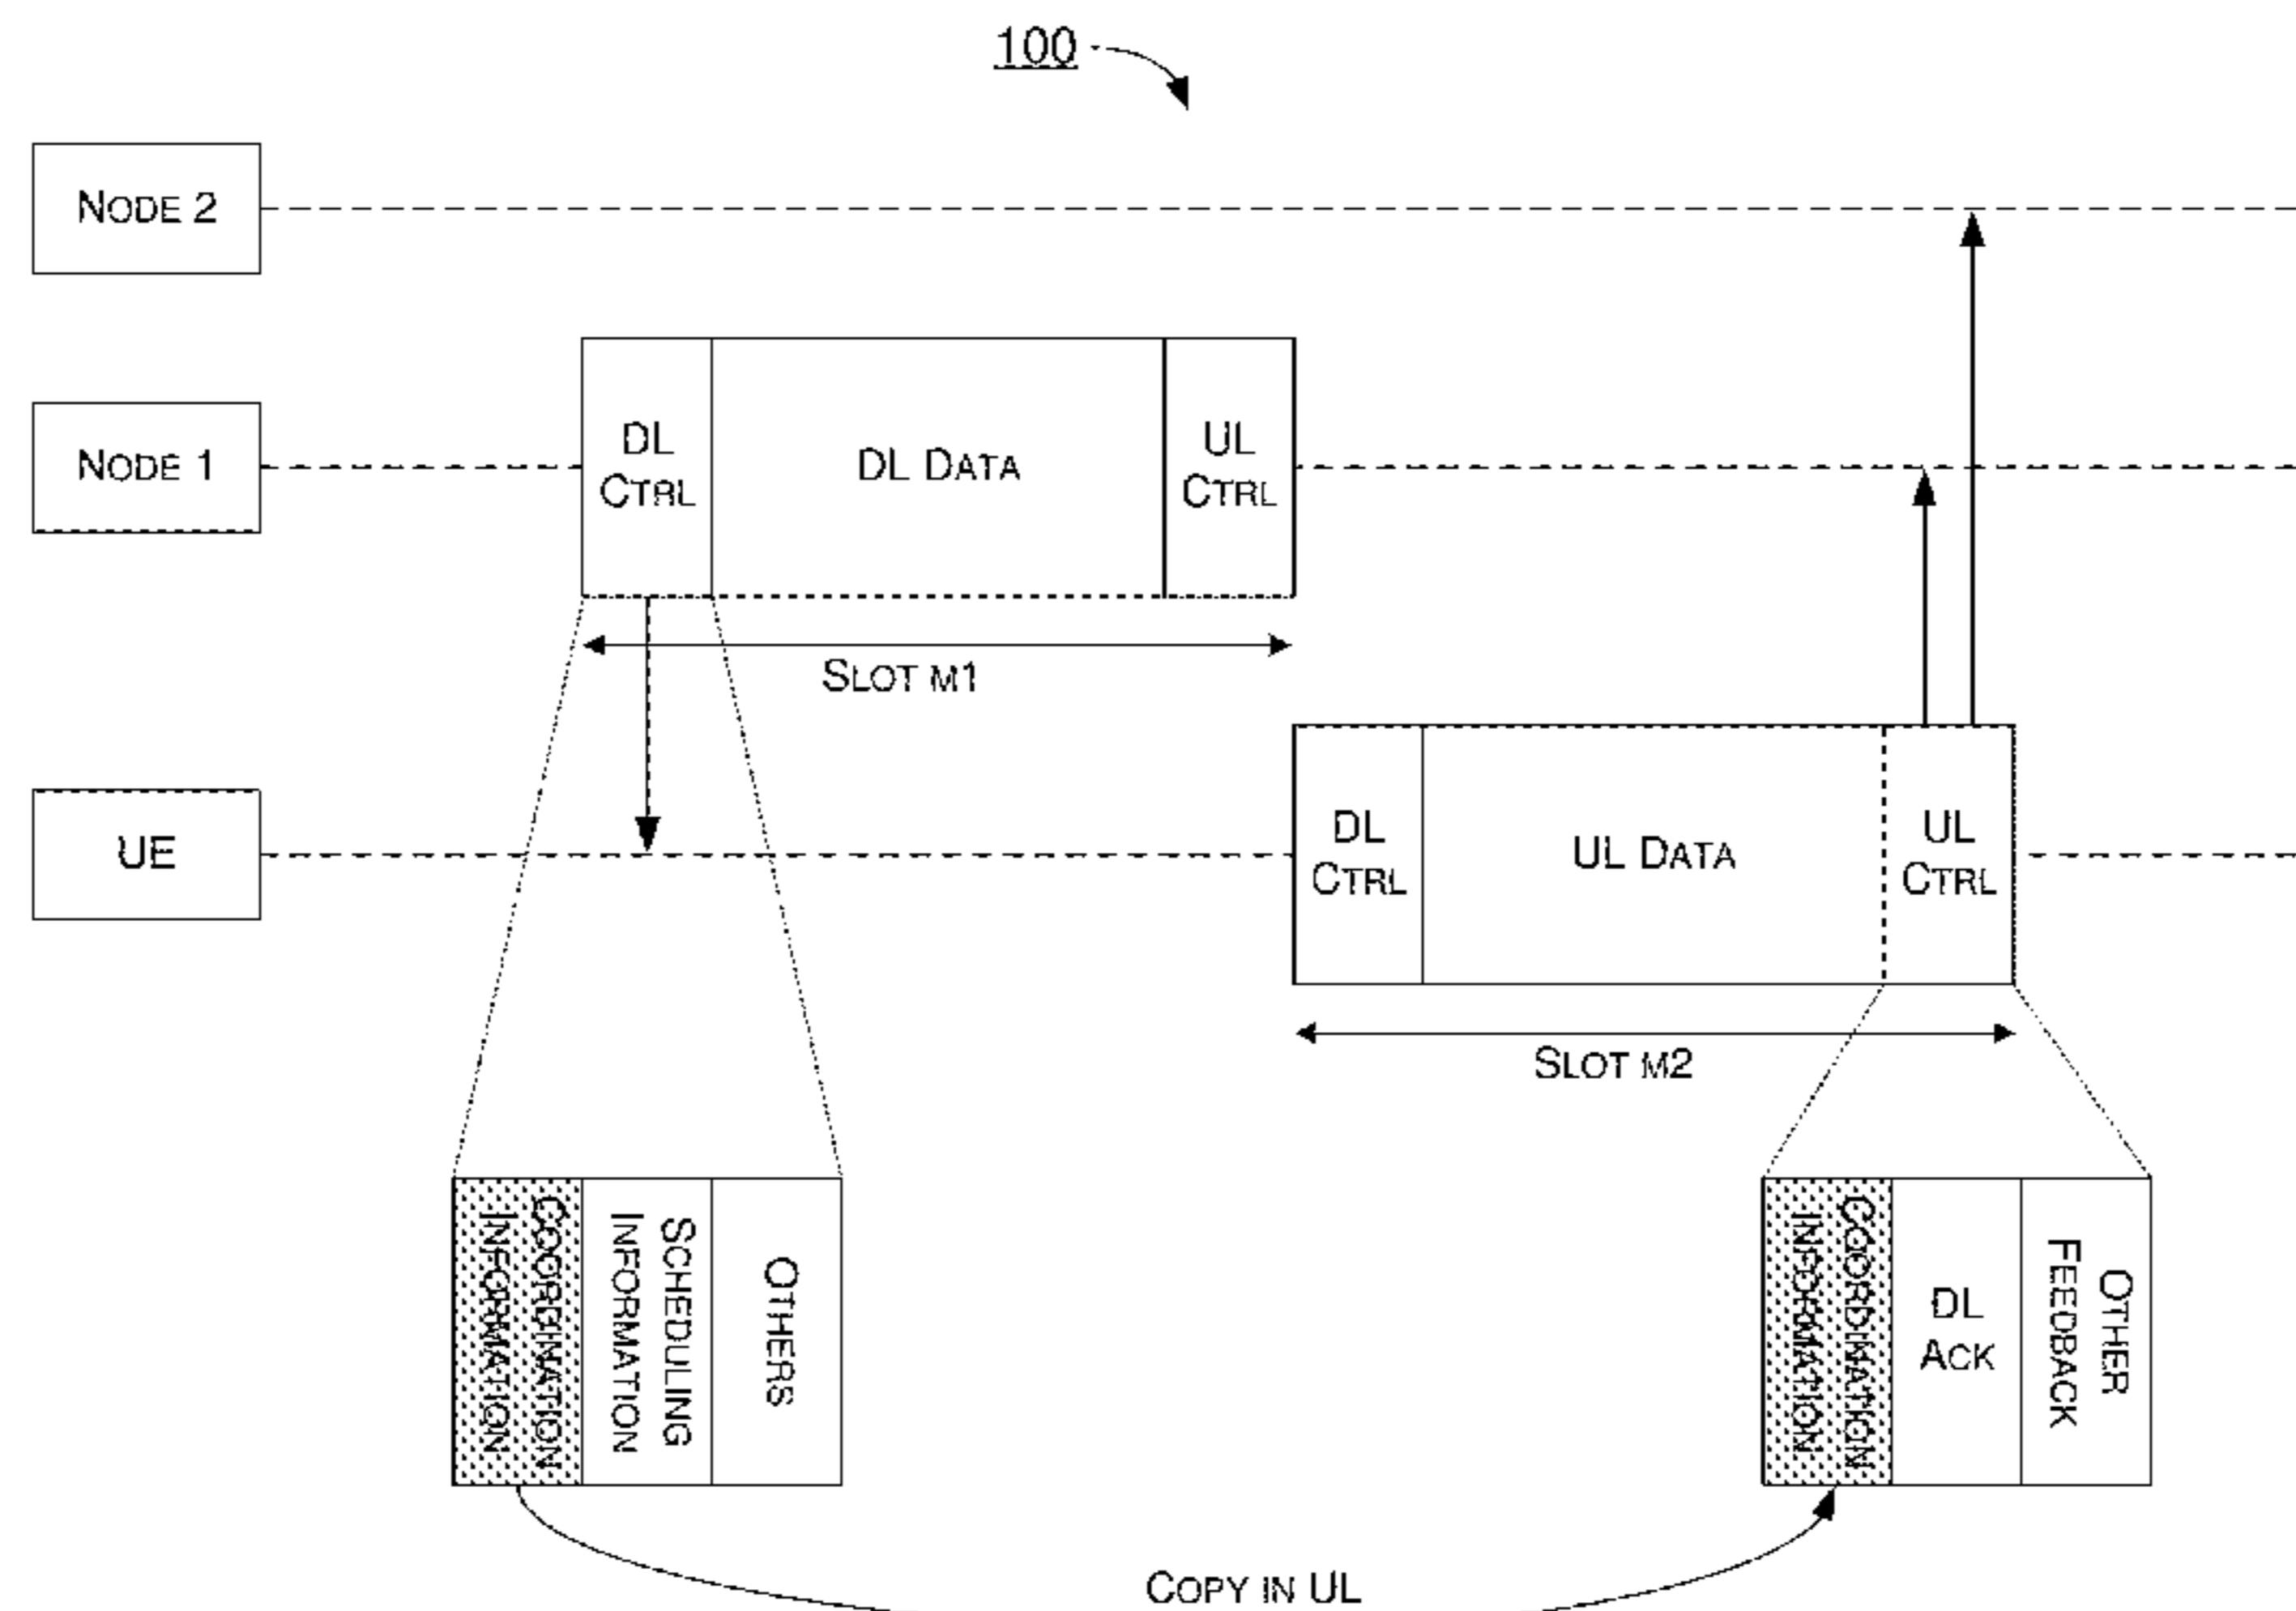 100
NODE 2
NODE 1
DL
CTRL
DL DATA
UL
CTRL
SLOT M1
UE
DL
CTRL
UL DATA
UL
CTRL
SLOT M2
COORDINATION
INFORMATION
SCHEDULING
INFORMATION
OTHERS
COORDINATION
INFORMATION
DL
ACK
OTHER
FEEDBACK
COPY IN UL